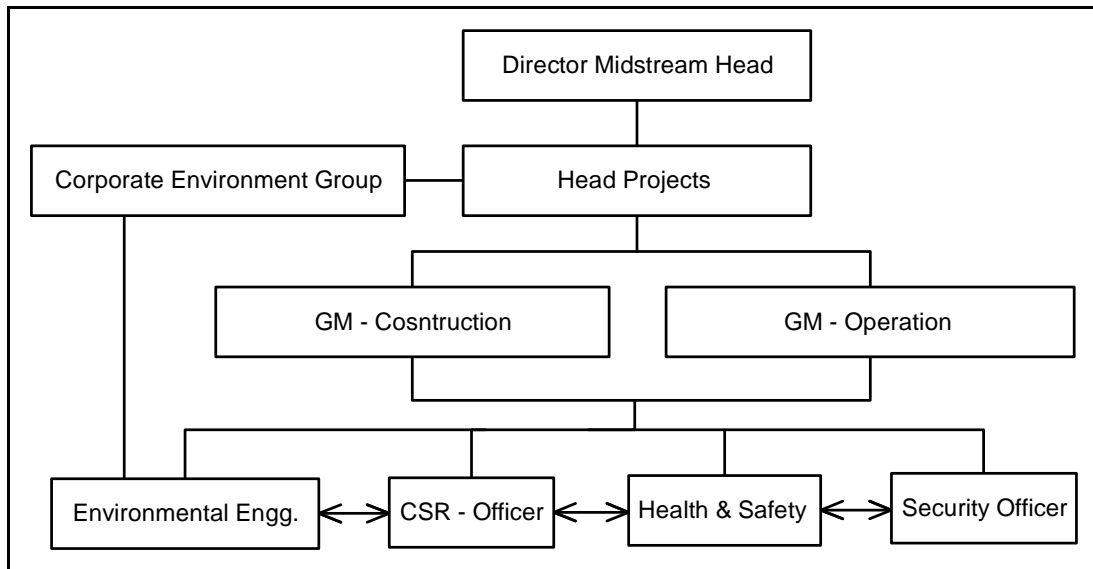 Director Midstream Head
Corporate Environment Group
Head Projects
GM - Cosntruction
GM - Operation
Environmental Engg.
CSR - Officer
Health & Safety
Security Officer